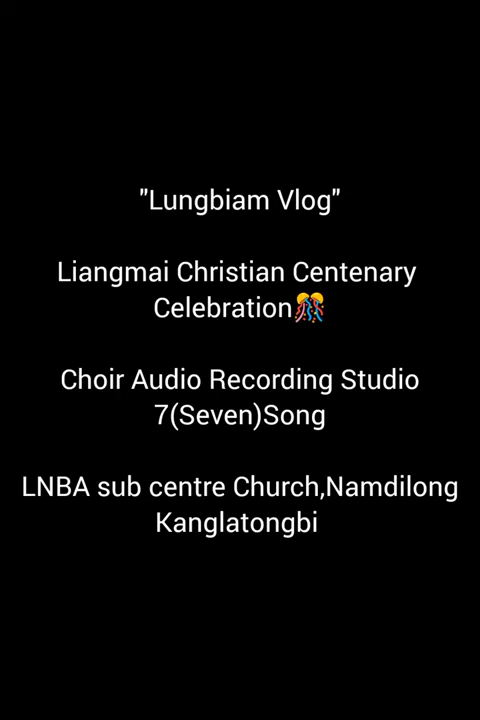 "Lungbiam Vlog"
Liangmai Christian Centenary
Celebration🎊
Choir Audio Recording Studio
7(Seven)Song
LNBA sub centre Church,Namdilong
Kanglatongbi